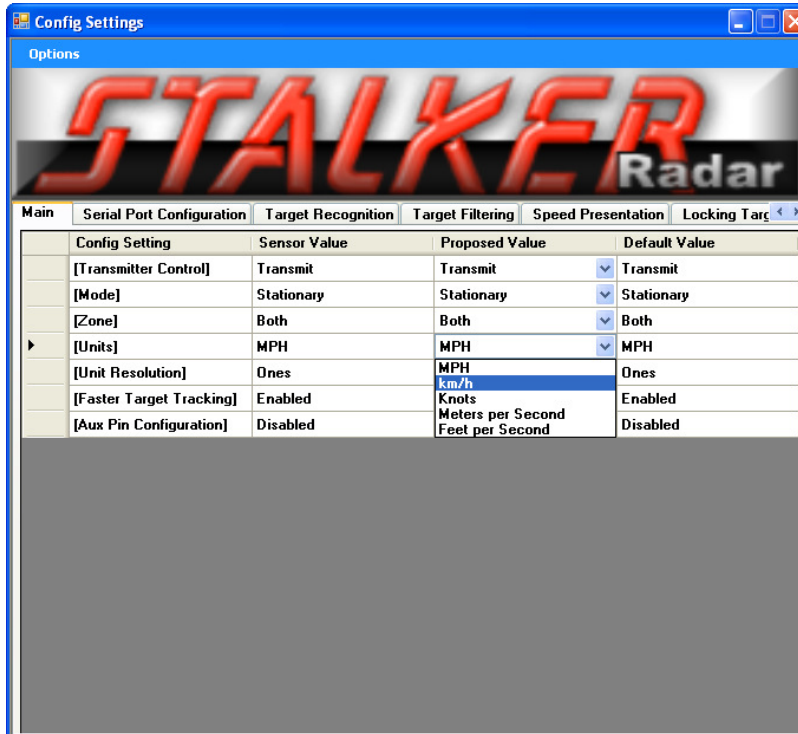 Config Settings
Options
STALKER
Radar
Main Serial Port Configuration Target Recognition Target Filtering Speed Presentation Locking Targ
Config Setting Sensor Value Proposed Value Default Value
[Transmitter Control] Transmit Transmit Transmit
[Mode] Stationary Stationary Stationary
[Zone] Both Both Both
[Units] MPH MPH MPH
[Unit Resolution] Ones MPH Ones
km/h
[Faster Target Tracking] Enabled Knots Enabled
Meters per Second
[Aux Pin Configuration] Disabled Feet per Second Disabled